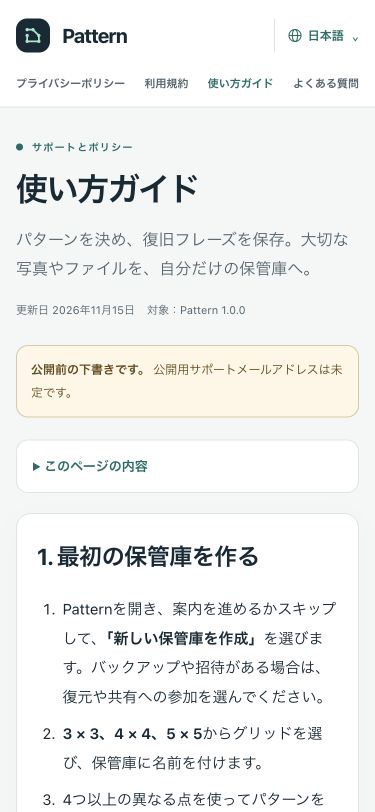 Pattern
日本語
プライバシーポリシー 利用規約 使い方ガイド よくある質問
サポートとポリシー
使い方ガイド
パターンを決め、復旧フレーズを保存。大切な
写真やファイルを、自分だけの保管庫へ。
更新日 2026年11月15日 対象：Pattern 1.0.0
公開前の下書きです。 公開用サポートメールアドレスは未
定です。
このページの内容
1. 最初の保管庫を作る
1. Patternを開き、案内を進めるかスキップ
して、「新しい保管庫を作成」を選びま
す。バックアップや招待がある場合は、
復元や共有への参加を選んでください。
2. 3 × 3、4 × 4、5 × 5からグリッドを選
び、保管庫に名前を付けます。
3. 4つ以上の異なる点を使ってパターンを